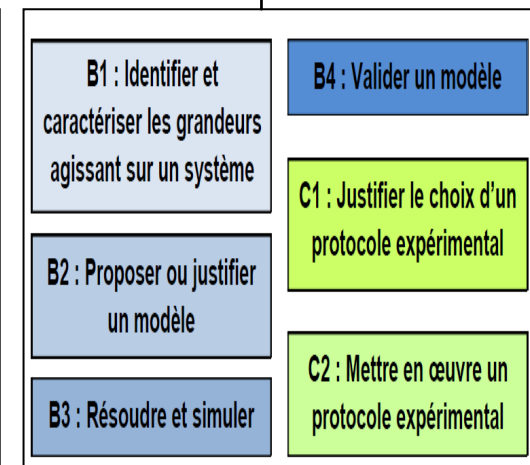 B1 : Identifier et
caractériser les grandeurs
agissant sur un système
B2 : Proposer ou justifier
un modèle
B3 : Résoudre et simuler
B4 : Valider un modèle
C1 : Justifier le choix d'un
protocole expérimental
C2 : Mettre en œuvre un
protocole expérimental